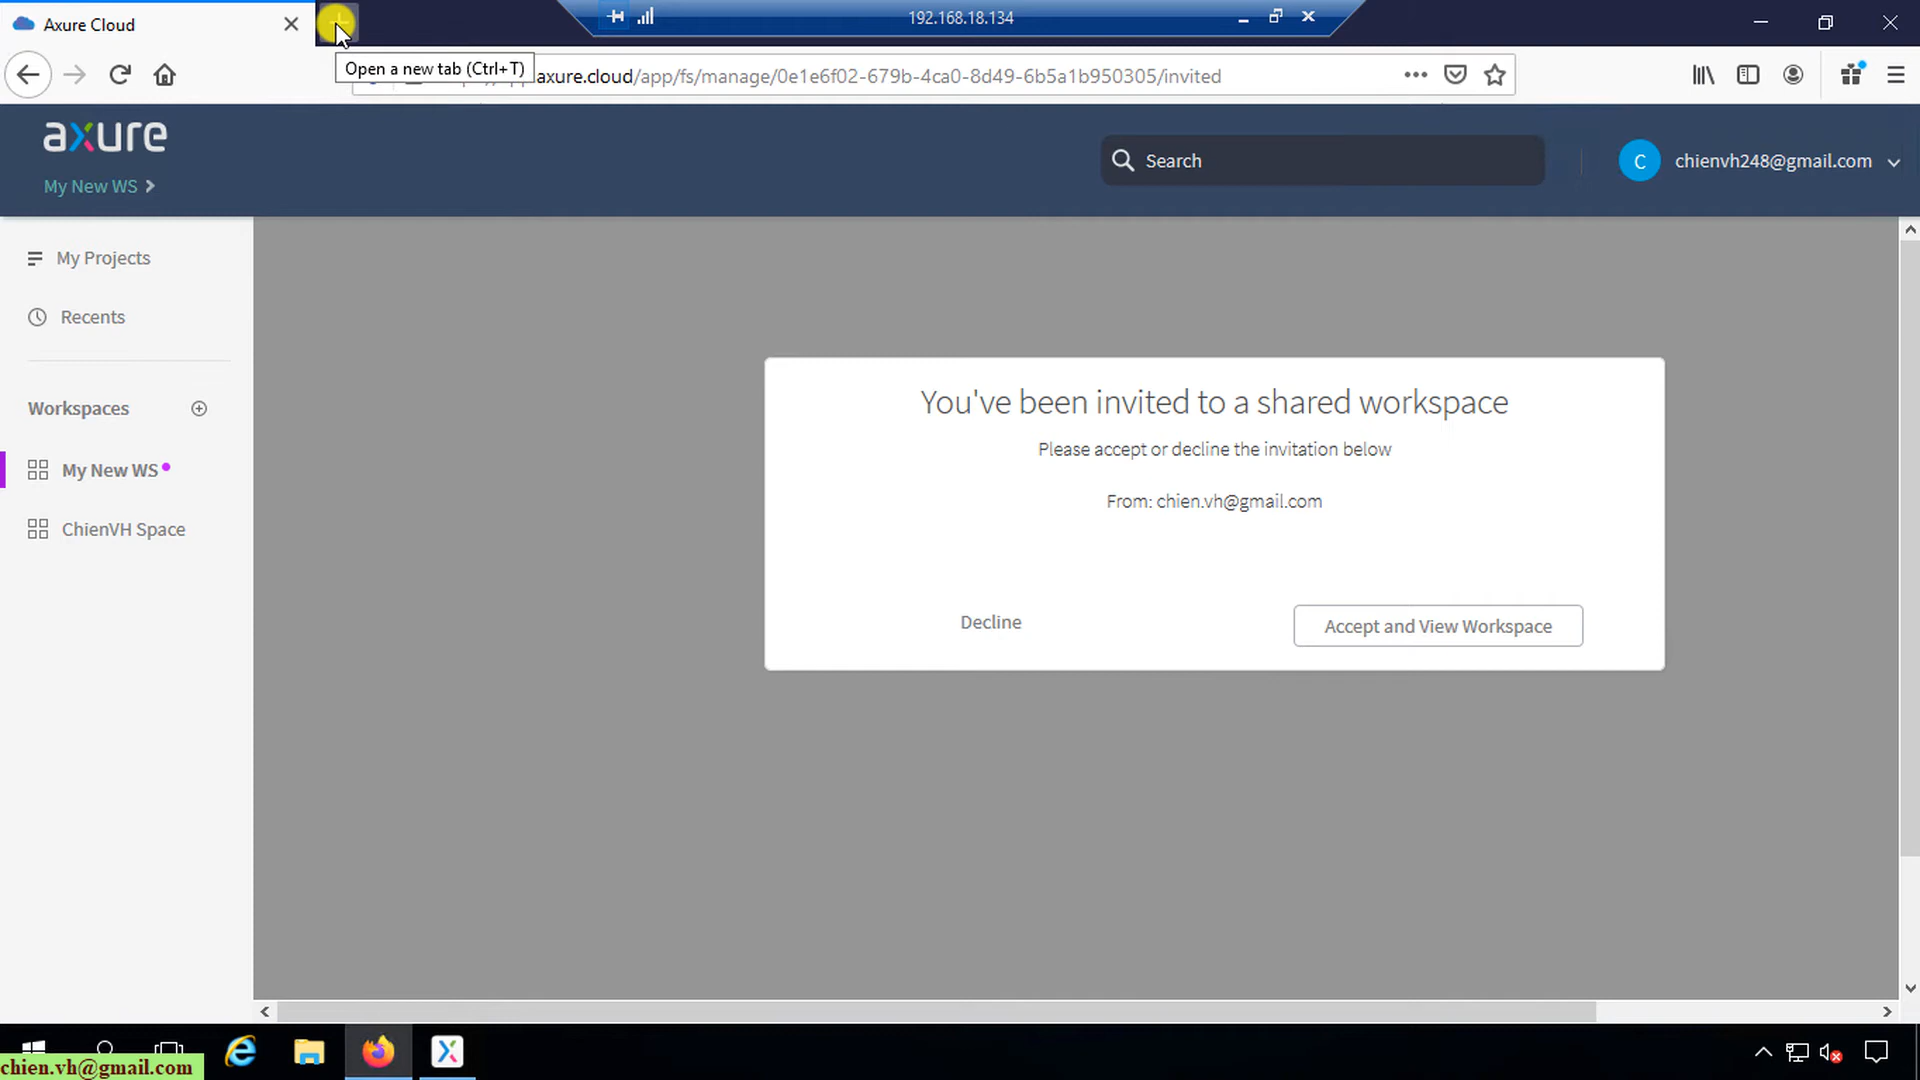 Axure Cloud
192.168.18.134
Open a new tab (Ctrl+T)
axure.cloud/app/fs/manage/0e1e6f02-679b-4ca0-8d49-6b5a1b950305/invited
axure
My New WS
Search
C
chienvh248@gmail.com
My Projects
Recents
Workspaces
My New WS
ChienVH Space
You've been invited to a shared workspace
Please accept or decline the invitation below
From: chien.vh@gmail.com
Decline
Accept and View Workspace
chien.vh@gmail.com